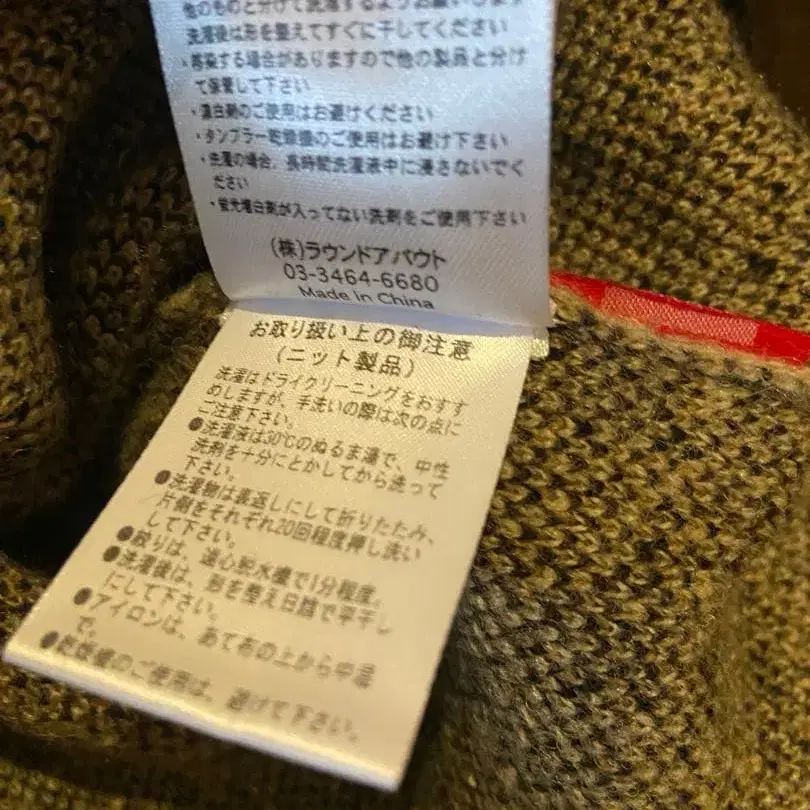 他のものと分けて洗濯するようお願いします
洗濯後は形を整えてすぐに干してください
・感染する場合がありますので他の製品と分け
て保管して下さい
・漂白剤のご使用はお避けください
・タンブラー乾燥機のご使用はお避け下さい
・洗濯の場合、長時間洗濯液中に浸さないでく
ださい
・蛍光増白剤が入ってない洗剤をご使用下さい
(株)ラウンドアバウト
03-3464-6680
Made in China
お取り扱い上の御注意
(ニット製品)
洗濯はドライクリーニングをおすす
めしますが、手洗いの際は次の点に
ご注意下さい。
●洗濯液は30℃のぬるま湯で、中性
洗剤を十分にとかしてから洗って
下さい。
●洗濯物は裏返しにして折りたたみ、
片側をそれぞれ20回程度押し洗い
して下さい。
●絞りは、遠心脱水機で1分程度。
●洗濯後は、形を整え日陰で平干し
にして下さい。
●アイロンは、あて布の上から中温
で。
●乾燥機のご使用は、避けて下さい。